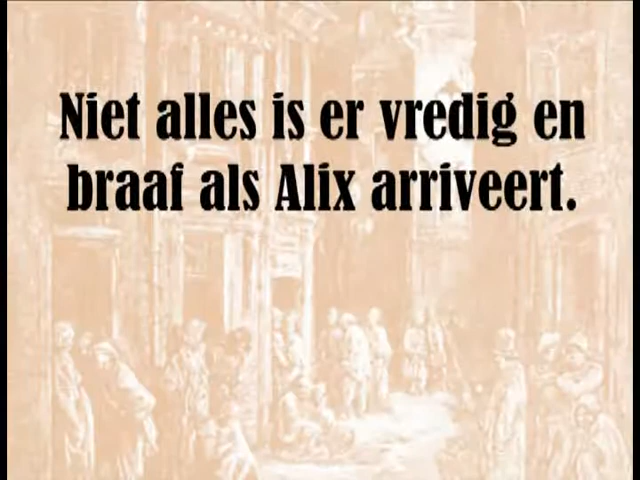 Niet alles is er vredig en
braaf als Alix arriveert.